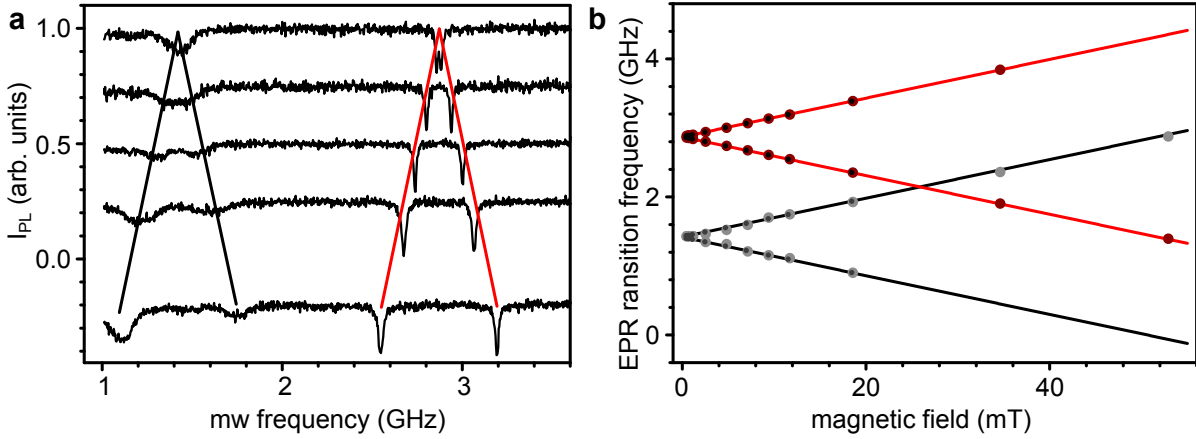 a
I_PL (arb. units)
1.0
0.5
0.0
1
2
3
mw frequency (GHz)
b
EPR ransition frequency (GHz)
4
2
0
0
20
40
magnetic field (mT)